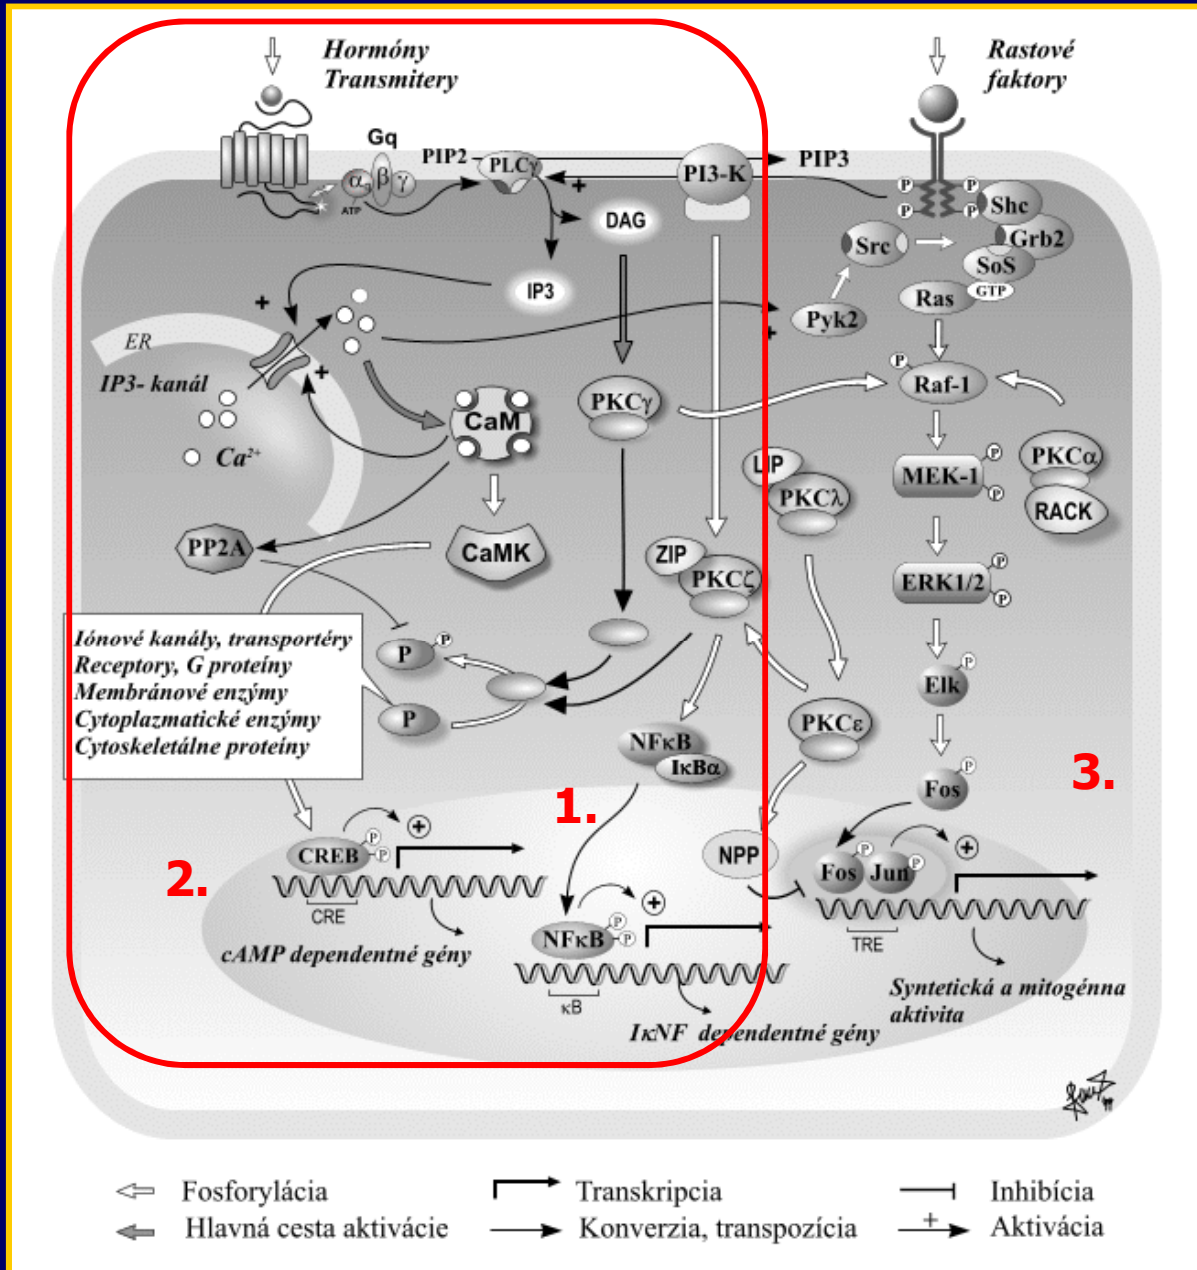 Hormóny
Transmitery
Rastové
faktory
Gq
PIP2
PLCγ
PI3-K
PIP3
α q β γ
ATP
+
DAG
IP3
P
P
P
P
Shc
Grb2
Src
SoS
GTP
Ras
Pyk2
+
+
ER
IP3- kanál
+
Ca²⁺
CaM
PKCγ
P
Raf-1
LIP
PKCλ
MEK-1
P
P
PKCα
RACK
PP2A
CaMK
ZIP
PKCζ
ERK1/2
P
P
Iónové kanály, transportéry
Receptory, G proteíny
Membránové enzýmy
Cytoplazmatické enzýmy
Cytoskeletálne proteíny
P
P
P
Elk
P
PKCε
NFκB
IκBα
Fos
P
1.
2.
3.
CREB
P
P
+
CRE
cAMP dependentné gény
NPP
Fos
P
Jun
P
+
TRE
NFκB
P
P
+
κB
IκNF dependentné gény
Syntetická a mitogénna
aktivita
Fosforylácia
Transkripcia
Inhibícia
Hlavná cesta aktivácie
Konverzia, transpozícia
+
Aktivácia